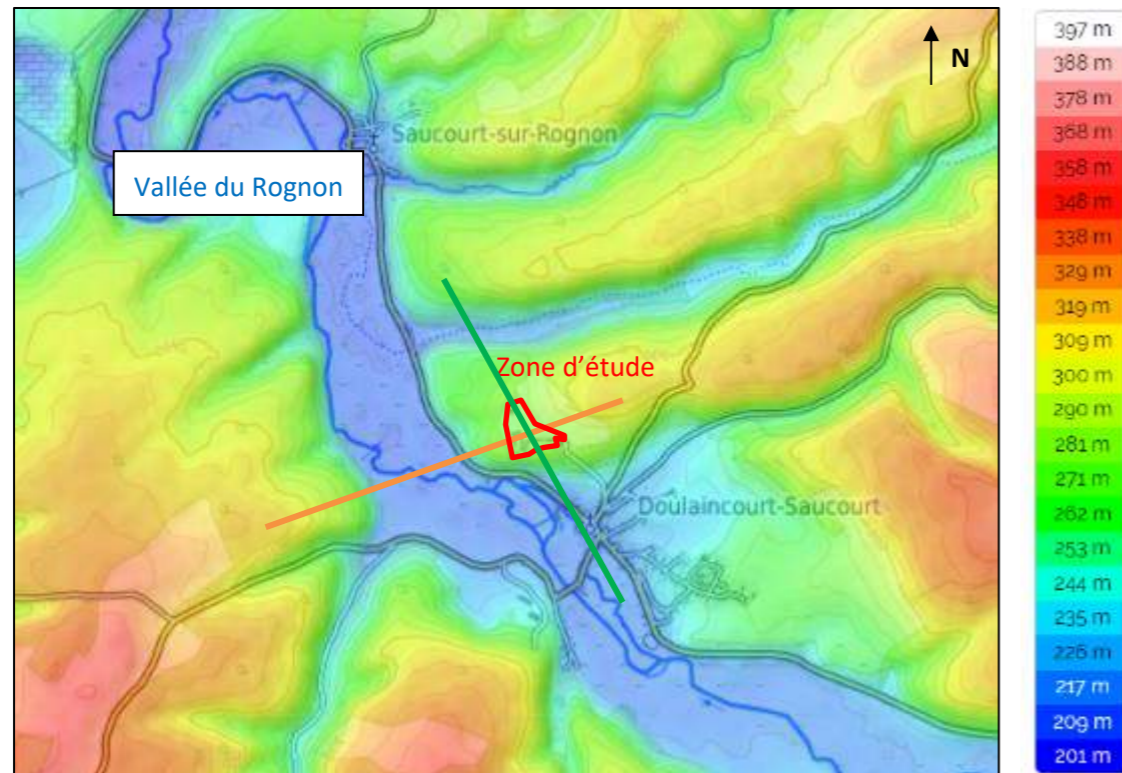 N
Saucourt-sur-Rognon
Vallée du Rognon
Zone d'étude
Doulaincourt-Saucourt
397 m
388 m
378 m
368 m
358 m
348 m
338 m
329 m
319 m
309 m
300 m
290 m
281 m
271 m
262 m
253 m
244 m
235 m
226 m
217 m
209 m
201 m